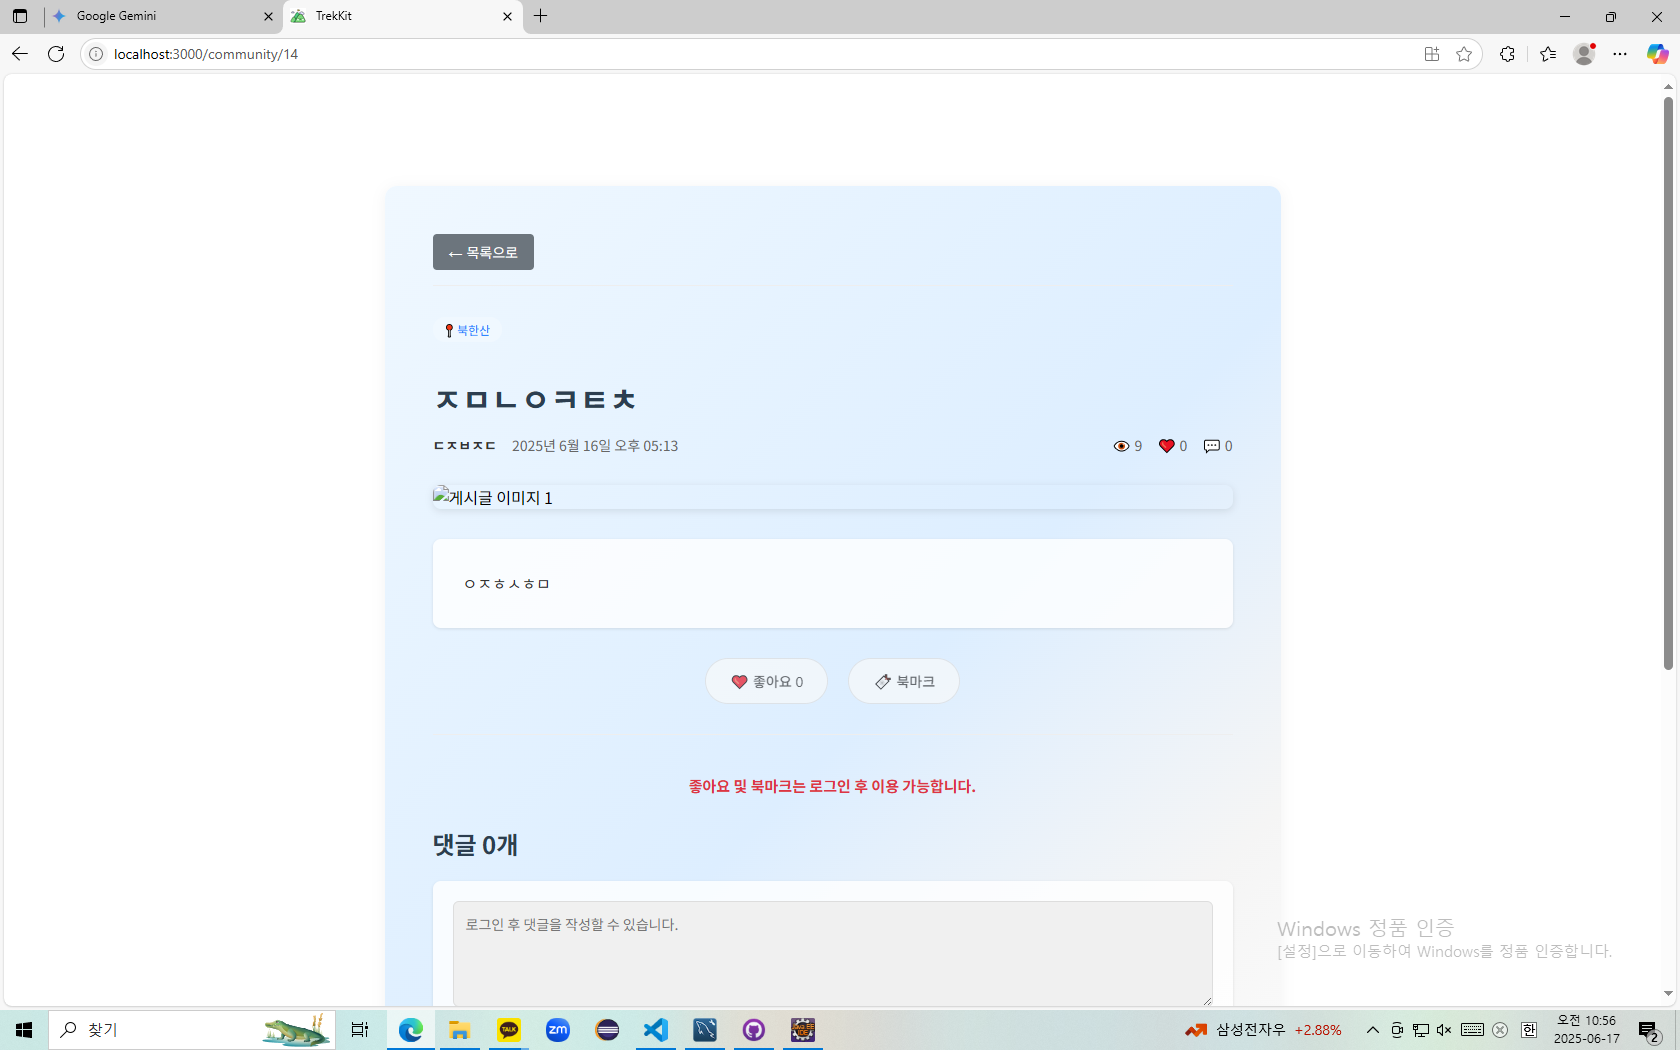 Google Gemini
TrekKit
localhost:3000/community/14
← 목록으로
북한산
ㅈㅁㄴㅇㅋㅌㅊ
ㄷㅈㅂㅈㄷ 2025년 6월 16일 오후 05:13 9 0 0
게시글 이미지 1
ㅇㅈㅎㅅㅎㅁ
좋아요 0 북마크
좋아요 및 북마크는 로그인 후 이용 가능합니다.
댓글 0개
로그인 후 댓글을 작성할 수 있습니다.
Windows 정품 인증
[설정]으로 이동하여 Windows를 정품 인증합니다.
찾기
TALK
zm
삼성전자우 +2.88%
한
오전 10:56
2025-06-17
2